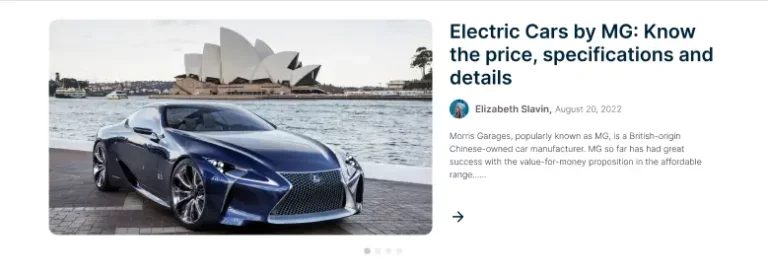 Electric Cars by MG: Know
the price, specifications and
details
Elizabeth Slavin, August 20, 2022
Morris Garages, popularly known as MG, is a British-origin
Chinese-owned car manufacturer. MG so far has had great
success with the value-for-money proposition in the affordable
range......